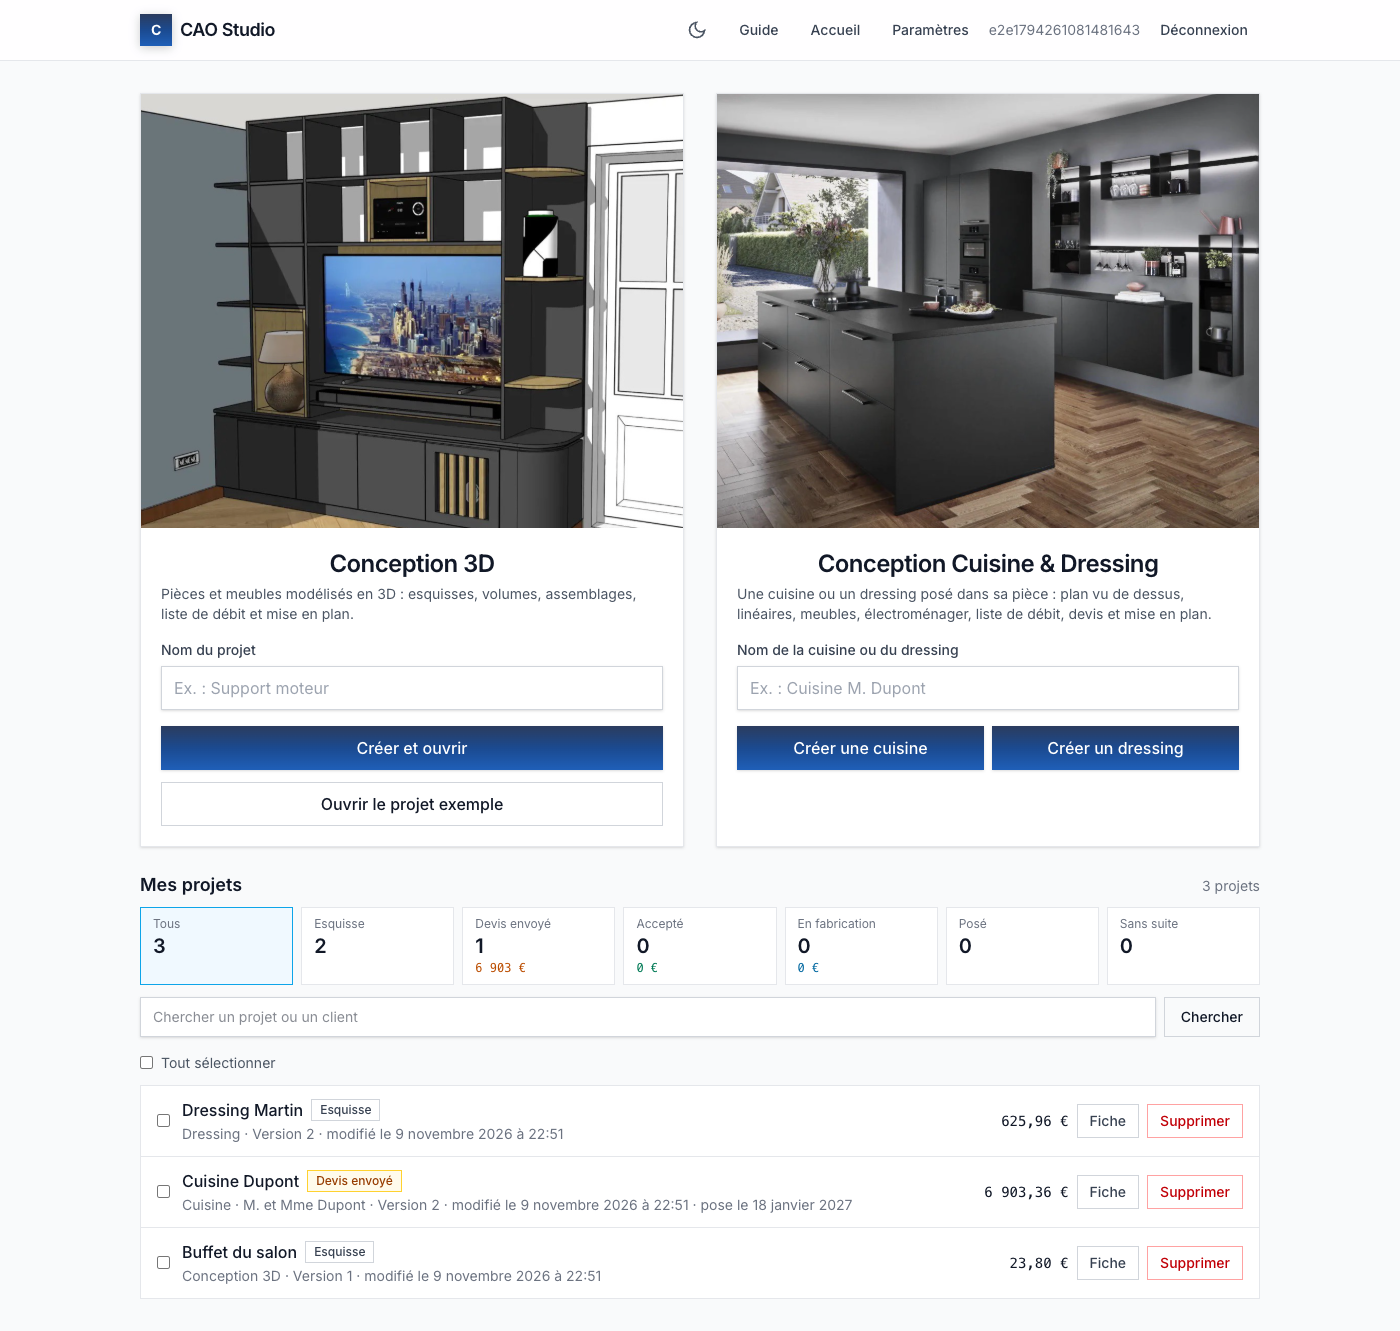 C CAO Studio
Guide Accueil Paramètres e2e1794261081481643 Déconnexion
Conception 3D
Pièces et meubles modélisés en 3D : esquisses, volumes, assemblages,
liste de débit et mise en plan.
Nom du projet
Ex. : Support moteur
Créer et ouvrir
Ouvrir le projet exemple
Conception Cuisine & Dressing
Une cuisine ou un dressing posé dans sa pièce : plan vu de dessus,
linéaires, meubles, électroménager, liste de débit, devis et mise en plan.
Nom de la cuisine ou du dressing
Ex. : Cuisine M. Dupont
Créer une cuisine Créer un dressing
Mes projets 3 projets
Tous
3
Esquisse
2
Devis envoyé
1
6 903 €
Accepté
0
0 €
En fabrication
0
0 €
Posé
0
Sans suite
0
Chercher un projet ou un client Chercher
Tout sélectionner
Dressing Martin Esquisse
Dressing · Version 2 · modifié le 9 novembre 2026 à 22:51
625,96 € Fiche Supprimer
Cuisine Dupont Devis envoyé
Cuisine · M. et Mme Dupont · Version 2 · modifié le 9 novembre 2026 à 22:51 · pose le 18 janvier 2027
6 903,36 € Fiche Supprimer
Buffet du salon Esquisse
Conception 3D · Version 1 · modifié le 9 novembre 2026 à 22:51
23,80 € Fiche Supprimer